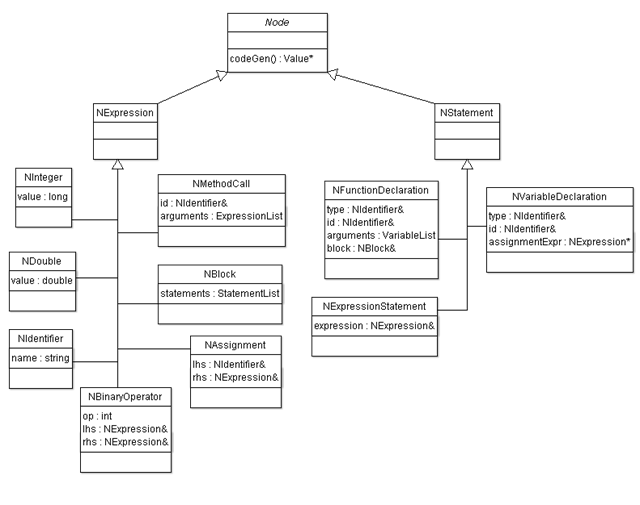 Node
codeGen() : Value*
NExpression
NStatement
NInteger
value : long
NMethodCall
id : NIdentifier&
arguments : ExpressionList
NFunctionDeclaration
type : NIdentifier&
id : NIdentifier&
arguments : VariableList
block : NBlock&
NVariableDeclaration
type : NIdentifier&
id : NIdentifier&
assignmentExpr : NExpression*
NDouble
value : double
NBlock
statements : StatementList
NExpressionStatement
expression : NExpression&
NIdentifier
name : string
NAssignment
lhs : NIdentifier&
rhs : NExpression&
NBinaryOperator
op : int
lhs : NExpression&
rhs : NExpression&